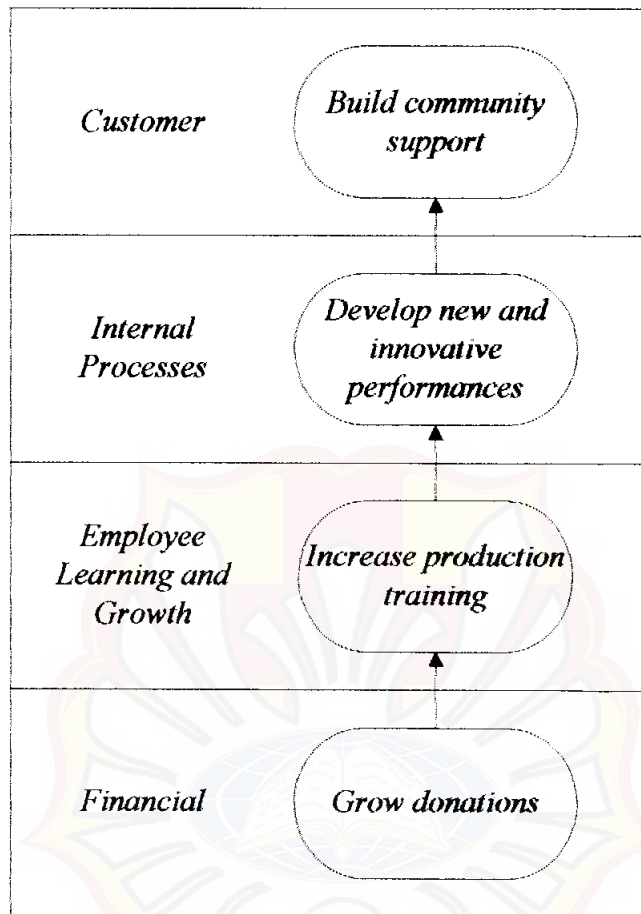 Customer
Build community
support
Internal
Processes
Develop new and
innovative
performances
Employee
Learning and
Growth
Increase production
training
Financial
Grow donations